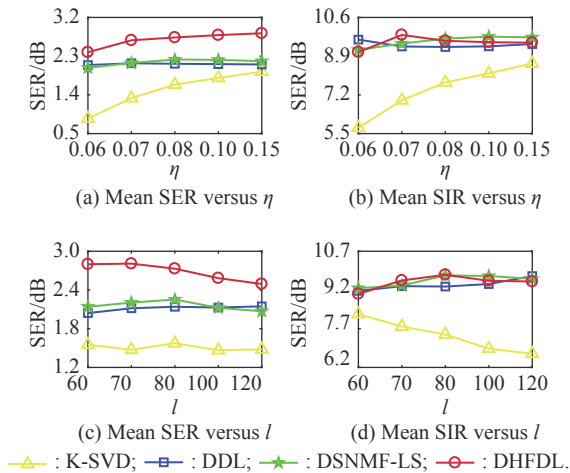 SER/dB
3.2
2.3
1.4
0.5
0.06 0.07 0.08 0.10 0.15
η
(a) Mean SER versus η
SER/dB
10.6
8.9
7.2
5.5
0.06 0.07 0.08 0.10 0.15
η
(b) Mean SIR versus η
SER/dB
3.0
2.4
1.8
1.2
60 70 80 100 120
l
(c) Mean SER versus l
SER/dB
10.7
9.2
7.7
6.2
60 70 80 100 120
l
(d) Mean SIR versus l
: K-SVD; : DDL; : DSNMF-LS; : DHFDL.